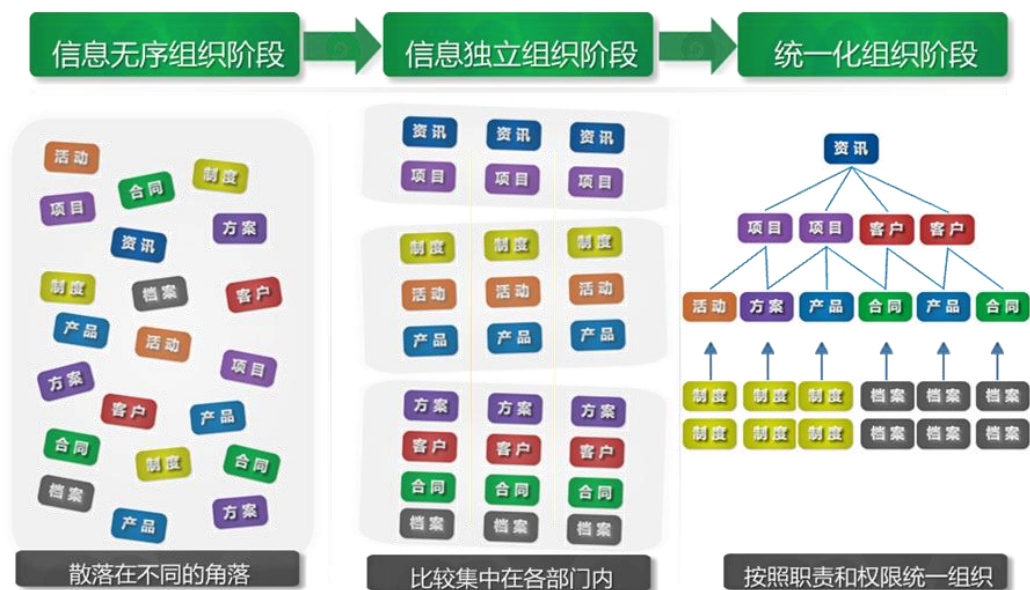 信息无序组织阶段
信息独立组织阶段
统一化组织阶段
活动
制度
合同
项目
方案
资讯
制度
档案
客户
产品
活动
项目
方案
客户
产品
合同
制度
合同
档案
产品
方案
散落在不同的角落
资讯 资讯 资讯
项目 项目 项目
制度 制度 制度
活动 活动 活动
产品 产品 产品
方案 方案 方案
客户 客户 客户
合同 合同 合同
档案 档案 档案
比较集中在各部门内
资讯
项目 项目 客户 客户
活动 方案 产品 合同 产品 合同
制度 制度 制度 档案 档案 档案
制度 制度 制度 档案 档案 档案
按照职责和权限统一组织